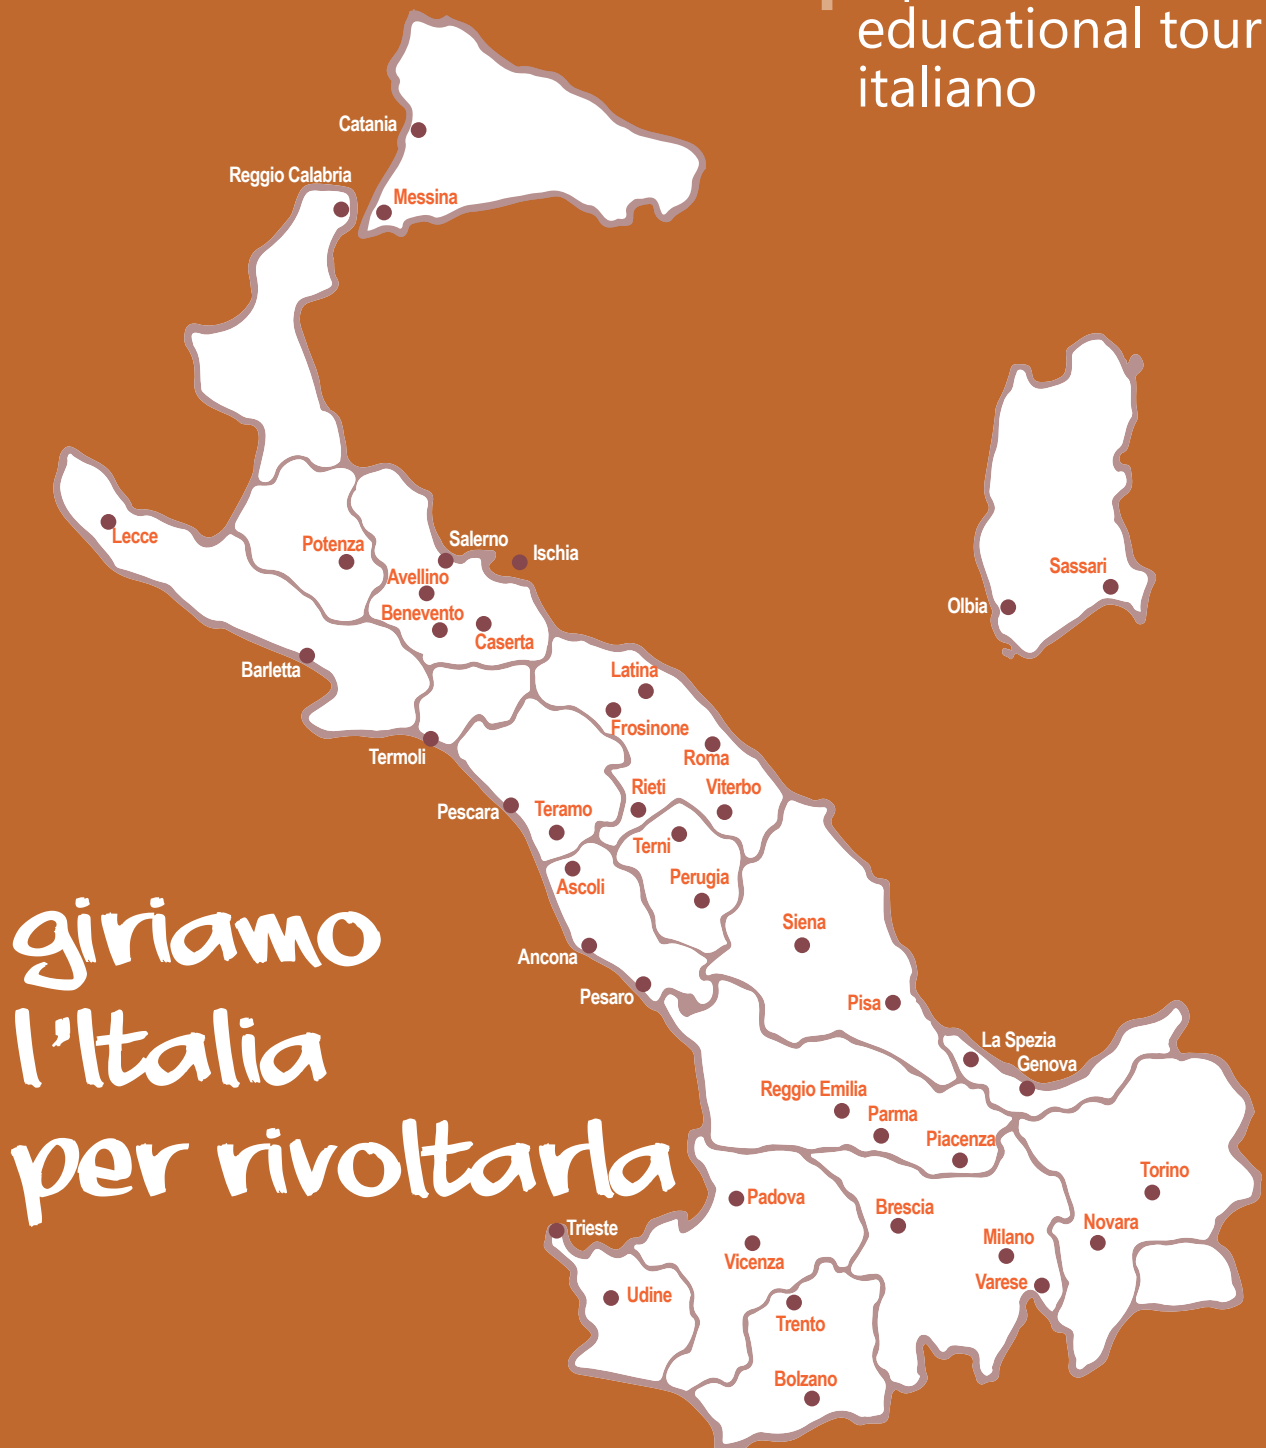 educational tour
italiano
Catania
Reggio Calabria
Messina
Lecce
Potenza
Salerno
Ischia
Avellino
Benevento
Caserta
Sassari
Olbia
Barletta
Latina
Frosinone
Termoli
Roma
Rieti
Viterbo
Pescara
Teramo
Terni
Ascoli
Perugia
Siena
Ancona
Pesaro
Pisa
La Spezia
Genova
Reggio Emilia
Parma
Piacenza
giriamo
l'Italia
per rivoltarla
Torino
Padova
Brescia
Novara
Trieste
Milano
Vicenza
Varese
Udine
Trento
Bolzano